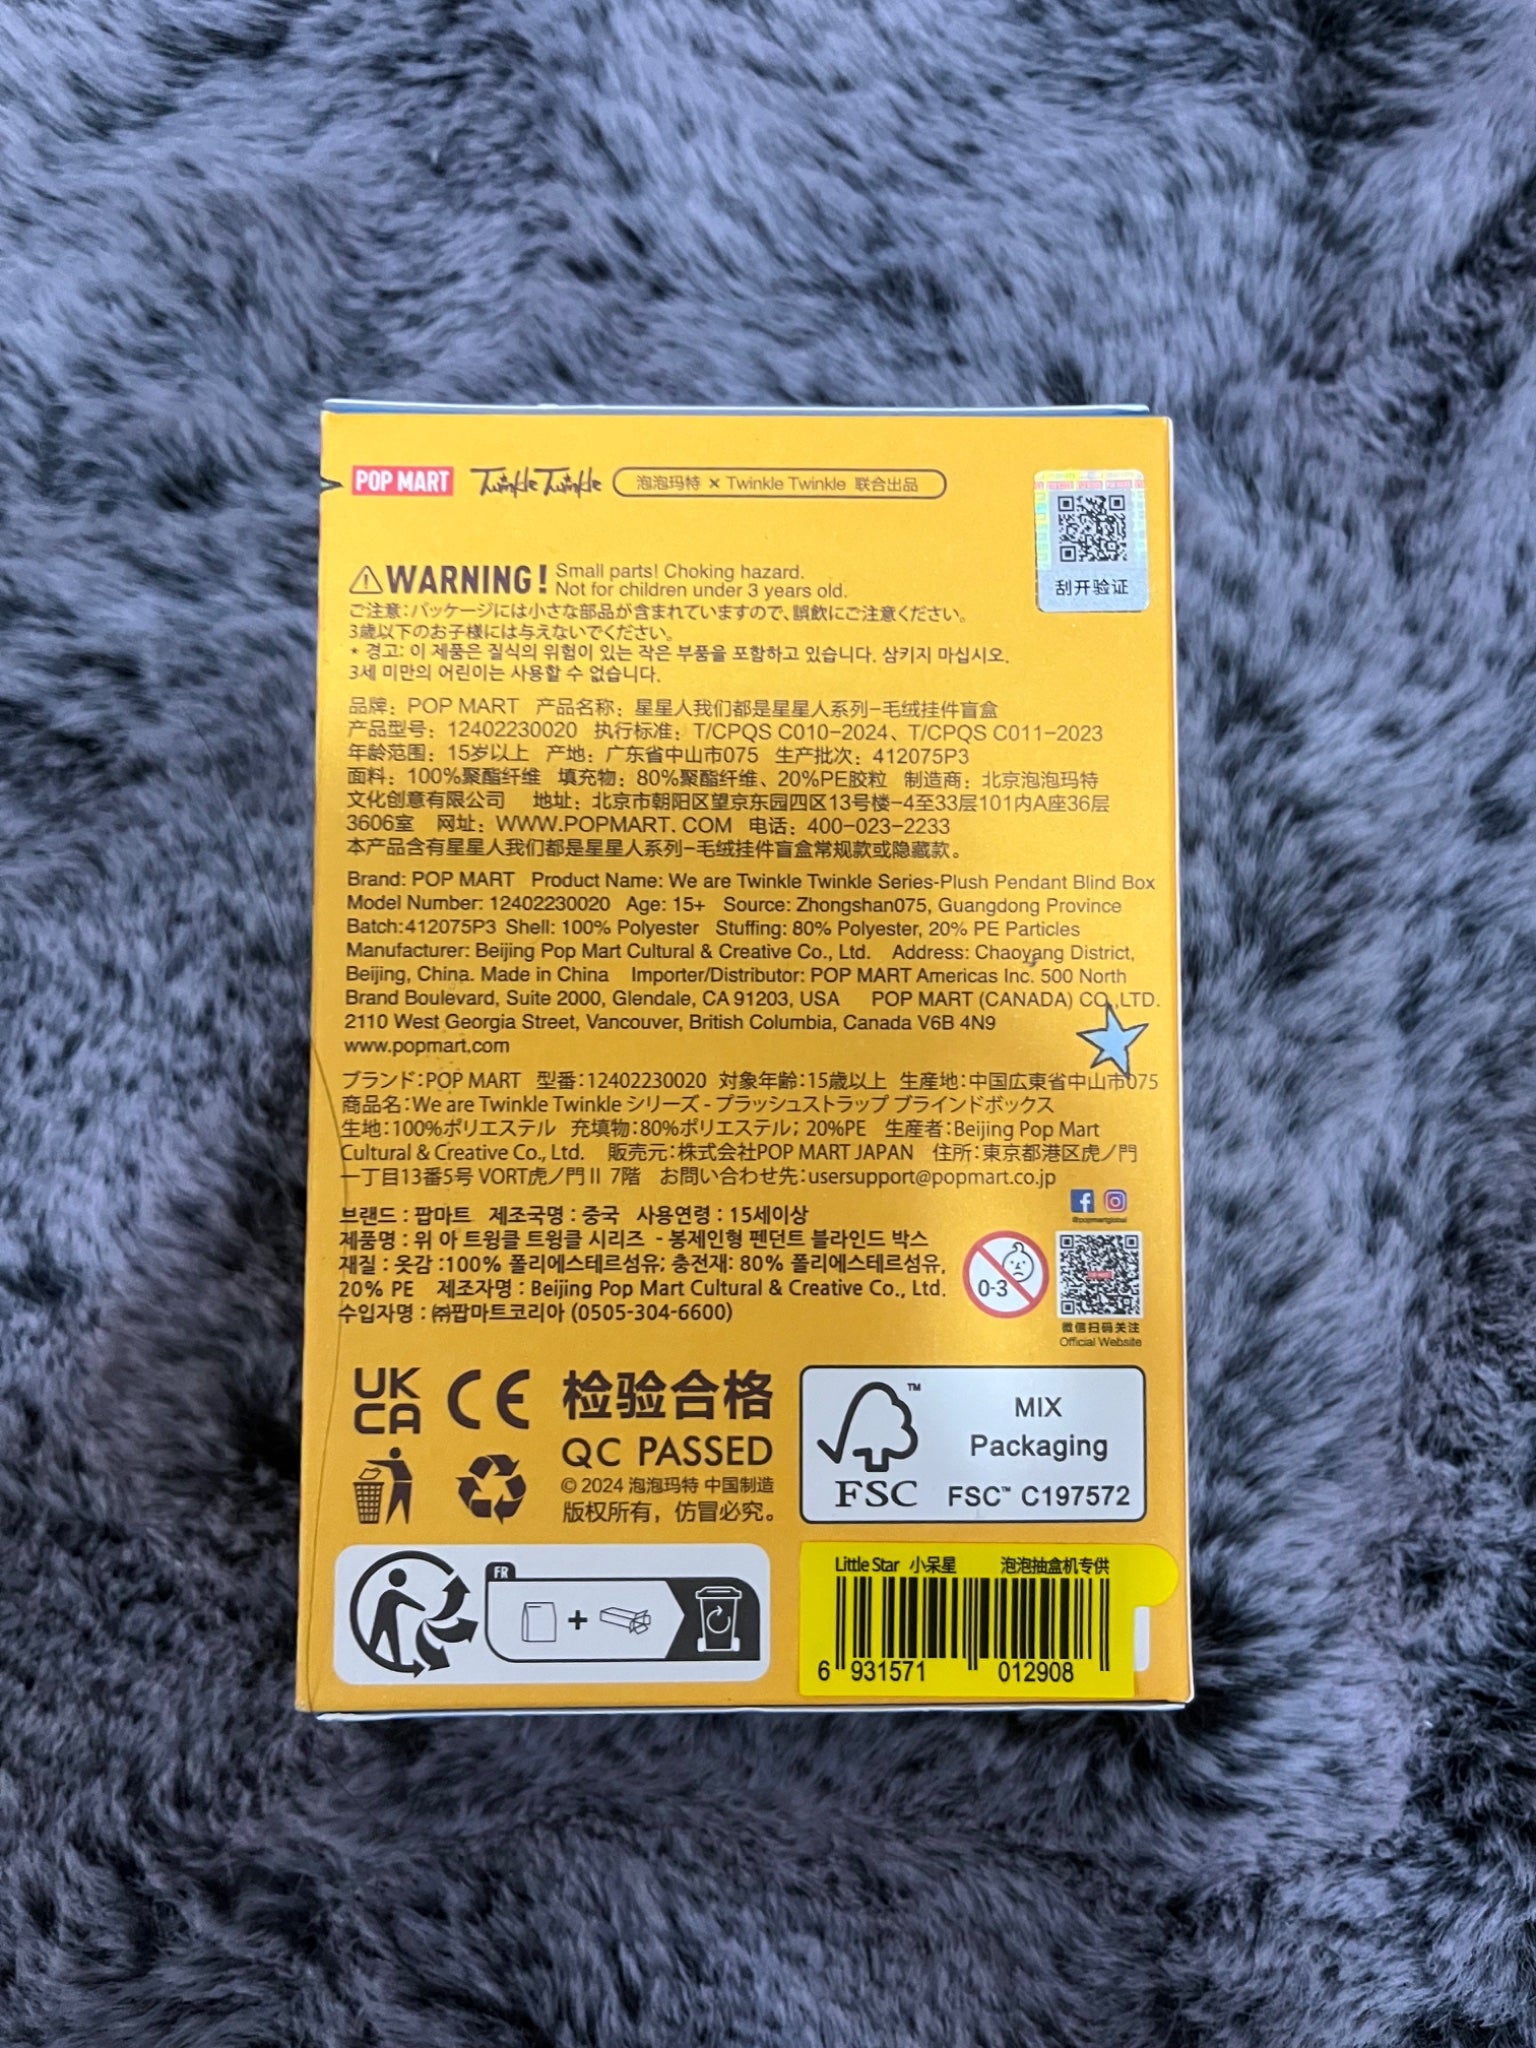 POP MART Twinkle Twinkle 泡泡玛特 × Twinkle Twinkle 联合出品
刮开验证
WARNING! Small parts! Choking hazard.
Not for children under 3 years old.
ご注意：パッケージには小さな部品が含まれていますので、誤飲にご注意ください。
3歳以下のお子様には与えないでください。
* 경고: 이 제품은 질식의 위험이 있는 작은 부품을 포함하고 있습니다. 삼키지 마십시오.
3세 미만의 어린이는 사용할 수 없습니다.
品牌：POP MART 产品名称：星星人我们都是星星人系列-毛绒挂件盲盒
产品型号：12402230020 执行标准：T/CPQS C010-2024、T/CPQS C011-2023
年龄范围：15岁以上 产地：广东省中山市075 生产批次：412075P3
面料：100%聚酯纤维 填充物：80%聚酯纤维、20%PE胶粒 制造商：北京泡泡玛特
文化创意有限公司 地址：北京市朝阳区望京东园四区13号楼-4至33层101内A座36层
3606室 网址：WWW.POPMART.COM 电话：400-023-2233
本产品含有星星人我们都是星星人系列-毛绒挂件盲盒常规款或隐藏款。
Brand: POP MART Product Name: We are Twinkle Twinkle Series-Plush Pendant Blind Box
Model Number: 12402230020 Age: 15+ Source: Zhongshan075, Guangdong Province
Batch:412075P3 Shell: 100% Polyester Stuffing: 80% Polyester, 20% PE Particles
Manufacturer: Beijing Pop Mart Cultural & Creative Co., Ltd. Address: Chaoyang District,
Beijing, China. Made in China Importer/Distributor: POP MART Americas Inc. 500 North
Brand Boulevard, Suite 2000, Glendale, CA 91203, USA POP MART (CANADA) CO.,LTD.
2110 West Georgia Street, Vancouver, British Columbia, Canada V6B 4N9
www.popmart.com
ブランド：POP MART 型番：12402230020 対象年齢：15歳以上 生産地：中国広東省中山市075
商品名：We are Twinkle Twinkle シリーズ - プラッシュストラップ ブラインドボックス
生地：100%ポリエステル 充填物：80%ポリエステル；20%PE 生産者：Beijing Pop Mart
Cultural & Creative Co., Ltd. 販売元：株式会社POP MART JAPAN 住所：東京都港区虎ノ門
一丁目13番5号 VORT虎ノ門Ⅱ 7階 お問い合わせ先：usersupport@popmart.co.jp
브랜드 : 팝마트 제조국명 : 중국 사용연령 : 15세이상
제품명 : 위 아 트윙클 트윙클 시리즈 - 봉제인형 펜던트 블라인드 박스
재질 : 옷감 :100% 폴리에스테르섬유; 충전재: 80% 폴리에스테르섬유,
20% PE 제조자명 : Beijing Pop Mart Cultural & Creative Co., Ltd.
수입자명 : ㈜팝마트코리아 (0505-304-6600)
@popmartglobal
0-3
微信扫码关注
Official Website
UK
CA CE 检验合格
QC PASSED
© 2024 泡泡玛特 中国制造
版权所有，仿冒必究。
FSC™
MIX
Packaging
FSC™ C197572
FR
+
Little Star 小呆星 泡泡抽盒机专供
6 931571 012908